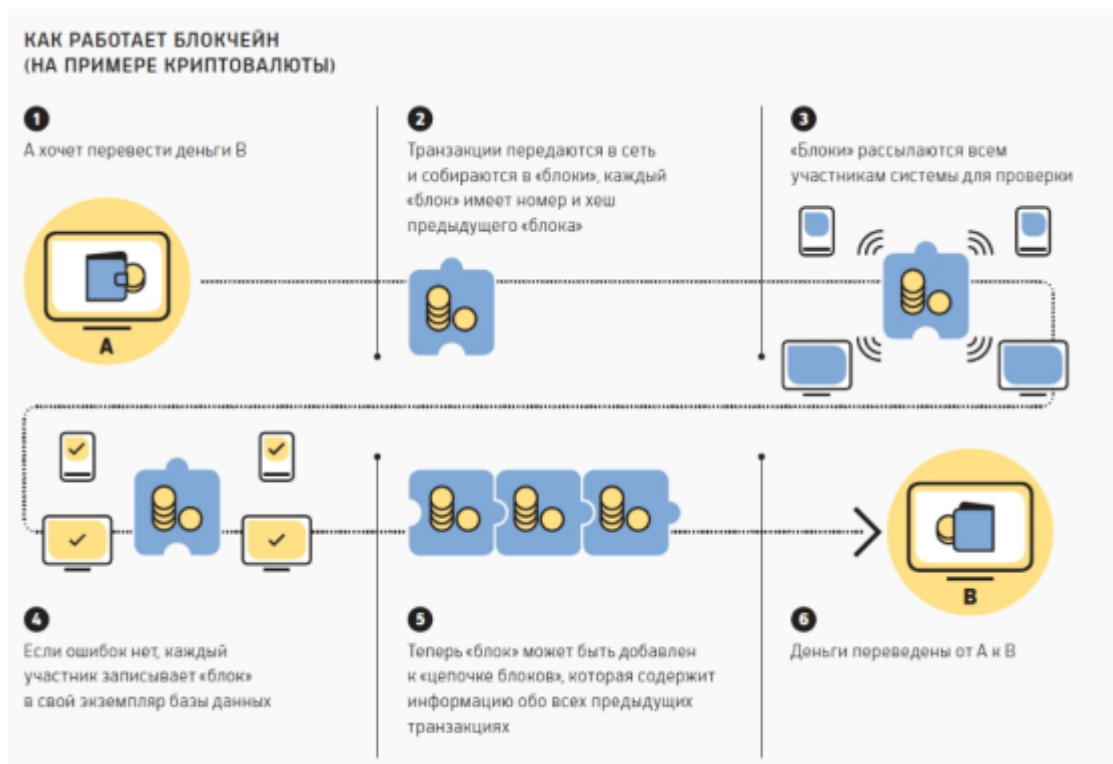 КАК РАБОТАЕТ БЛОКЧЕЙН
(НА ПРИМЕРЕ КРИПТОВАЛЮТЫ)
1
А хочет перевести деньги В
A
2
Транзакции передаются в сеть
и собираются в «блоки», каждый
«блок» имеет номер и хеш
предыдущего «блока»
3
«Блоки» рассылаются всем
участникам системы для проверки
4
Если ошибок нет, каждый
участник записывает «блок»
в свой экземпляр базы данных
5
Теперь «блок» может быть добавлен
к «цепочке блоков», которая содержит
информацию обо всех предыдущих
транзакциях
B
6
Деньги переведены от А к В